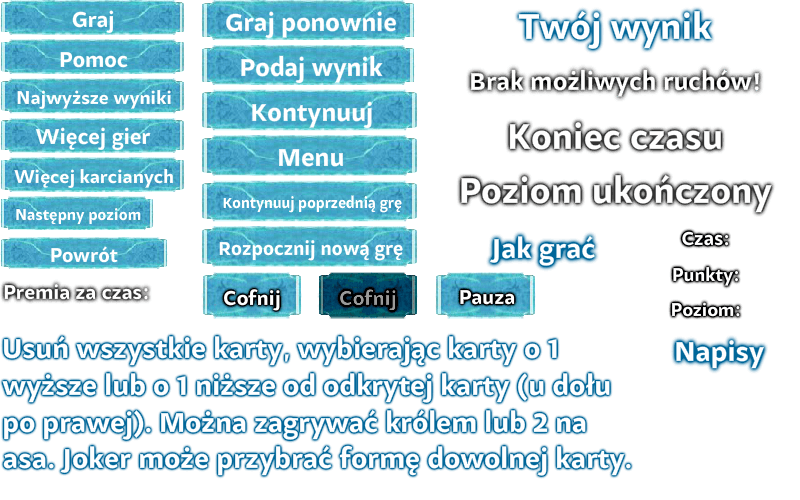 Graj
Pomoc
Najwyższe wyniki
Więcej gier
Więcej karcianych
Następny poziom
Powrót
Premia za czas:
Graj ponownie
Podaj wynik
Kontynuuj
Menu
Kontynuuj poprzednią grę
Rozpocznij nową grę
Cofnij
Cofnij
Pauza
Twój wynik
Brak możliwych ruchów!
Koniec czasu
Poziom ukończony
Jak grać
Czas:
Punkty:
Poziom:
Napisy
Usuń wszystkie karty, wybierając karty o 1
wyższe lub o 1 niższe od odkrytej karty (u dołu
po prawej). Można zagrywać królem lub 2 na
asa. Joker może przybrać formę dowolnej karty.